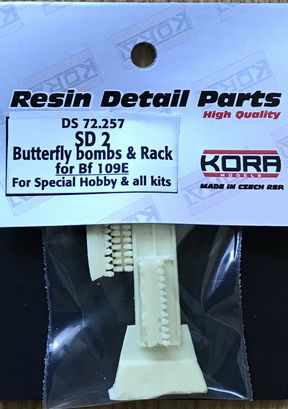 Resin Detail Parts
High Quality
DS 72.257
SD 2
Butterfly bombs & Rack
for Bf 109E
For Special Hobby & all kits
KORA
MODELS
MADE IN CZECH REP.